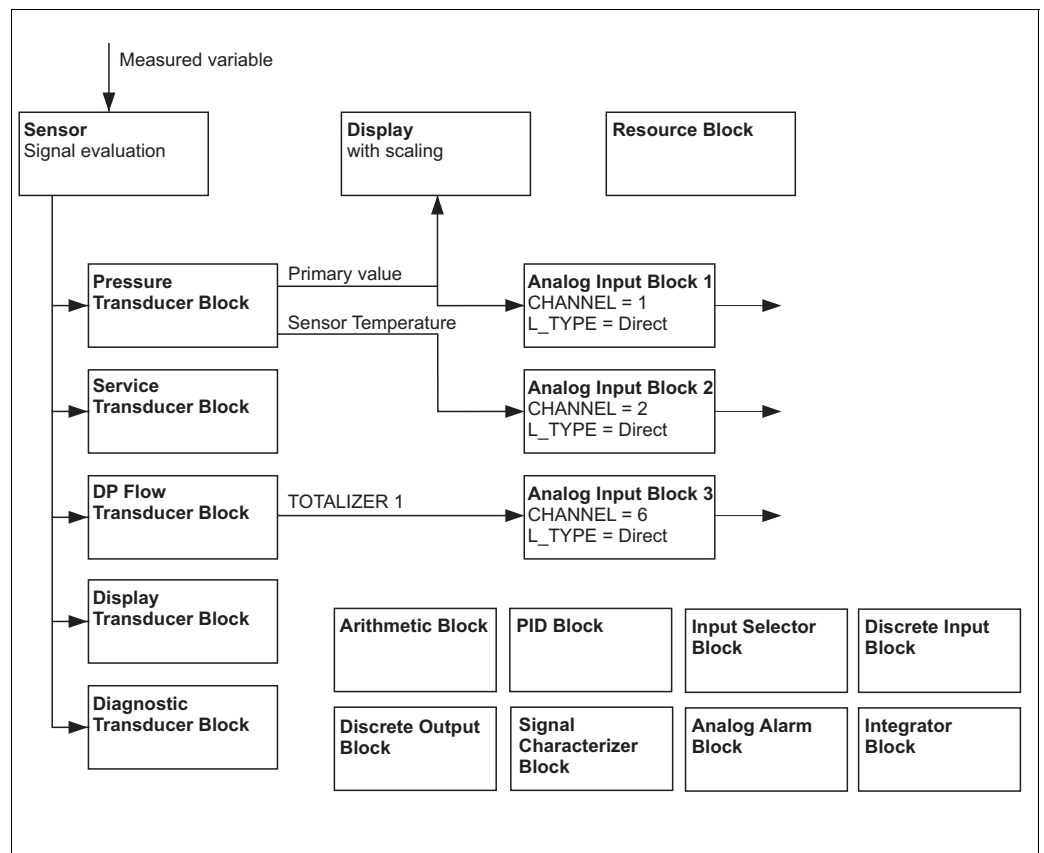 Measured variable
Sensor
Signal evaluation
Display
with scaling
Resource Block
Pressure
Transducer Block
Primary value
Sensor Temperature
Analog Input Block 1
CHANNEL = 1
L_TYPE = Direct
Service
Transducer Block
Analog Input Block 2
CHANNEL = 2
L_TYPE = Direct
DP Flow
Transducer Block
TOTALIZER 1
Analog Input Block 3
CHANNEL = 6
L_TYPE = Direct
Display
Transducer Block
Arithmetic Block
PID Block
Input Selector
Block
Discrete Input
Block
Diagnostic
Transducer Block
Discrete Output
Block
Signal
Characterizer
Block
Analog Alarm
Block
Integrator
Block